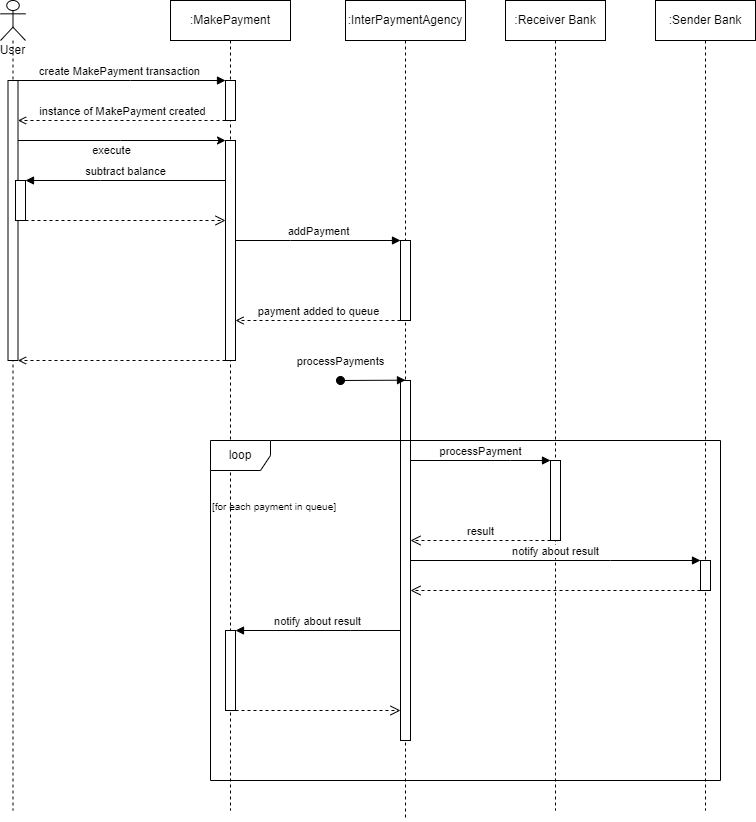 :MakePayment
:InterPaymentAgency
:Receiver Bank
:Sender Bank
User
create MakePayment transaction
instance of MakePayment created
execute
subtract balance
addPayment
payment added to queue
processPayments
loop
processPayment
[for each payment in queue]
result
notify about result
notify about result